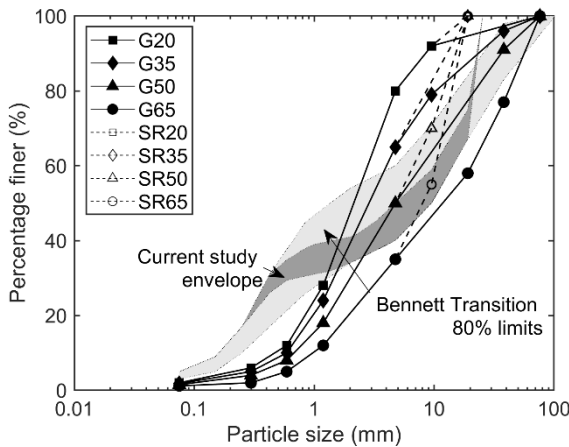 100
80
60
40
20
0
Percentage finer (%)
G20
G35
G50
G65
SR20
SR35
SR50
SR65
Current study
envelope
Bennett Transition
80% limits
0.01
0.1
1
10
100
Particle size (mm)